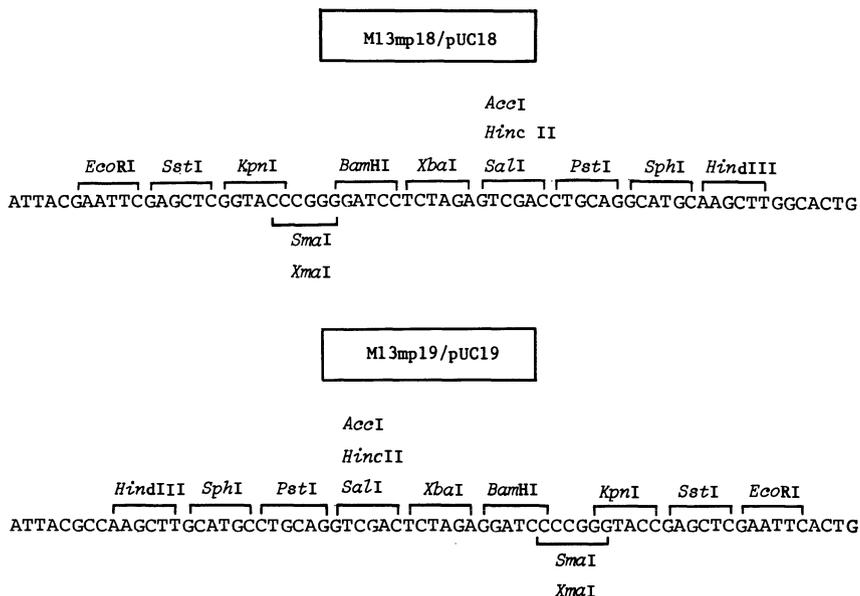 M13mp18/pUC18
AccI
Hinc II
EcoRI SstI KpnI BamHI XbaI SalI PstI SphI HindIII
ATTACGAATTCGAGCTCGGTACCCGGGGATCCTCTAGAGTCGACCTGCAGGCATGCAAGCTTGGCACTG
SmaI
XmaI
M13mp19/pUC19
AccI
HincII
HindIII SphI PstI SalI XbaI BamHI KpnI SstI EcoRI
ATTACGCCAAGCTTGCATGCCTGCAGGTCGACTCTAGAGGATCCCCGGGTACCGAGCTCGAATTCACTG
SmaI
XmaI